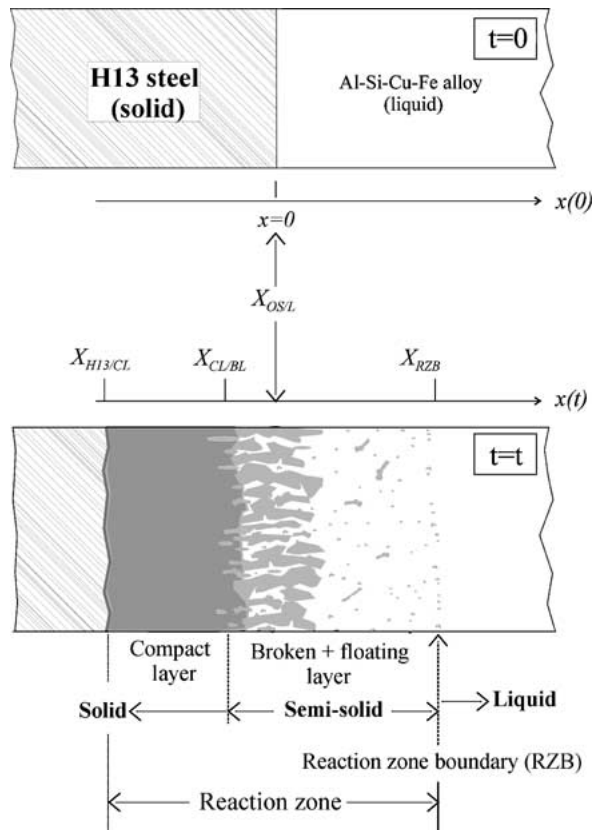 t=0
H13 steel
(solid)
Al-Si-Cu-Fe alloy
(liquid)
x(0)
x=0
X_OS/L
X_H13/CL
X_CL/BL
X_RZB
x(t)
t=t
Compact
layer
Broken + floating
layer
Solid
Semi-solid
Liquid
Reaction zone boundary (RZB)
Reaction zone